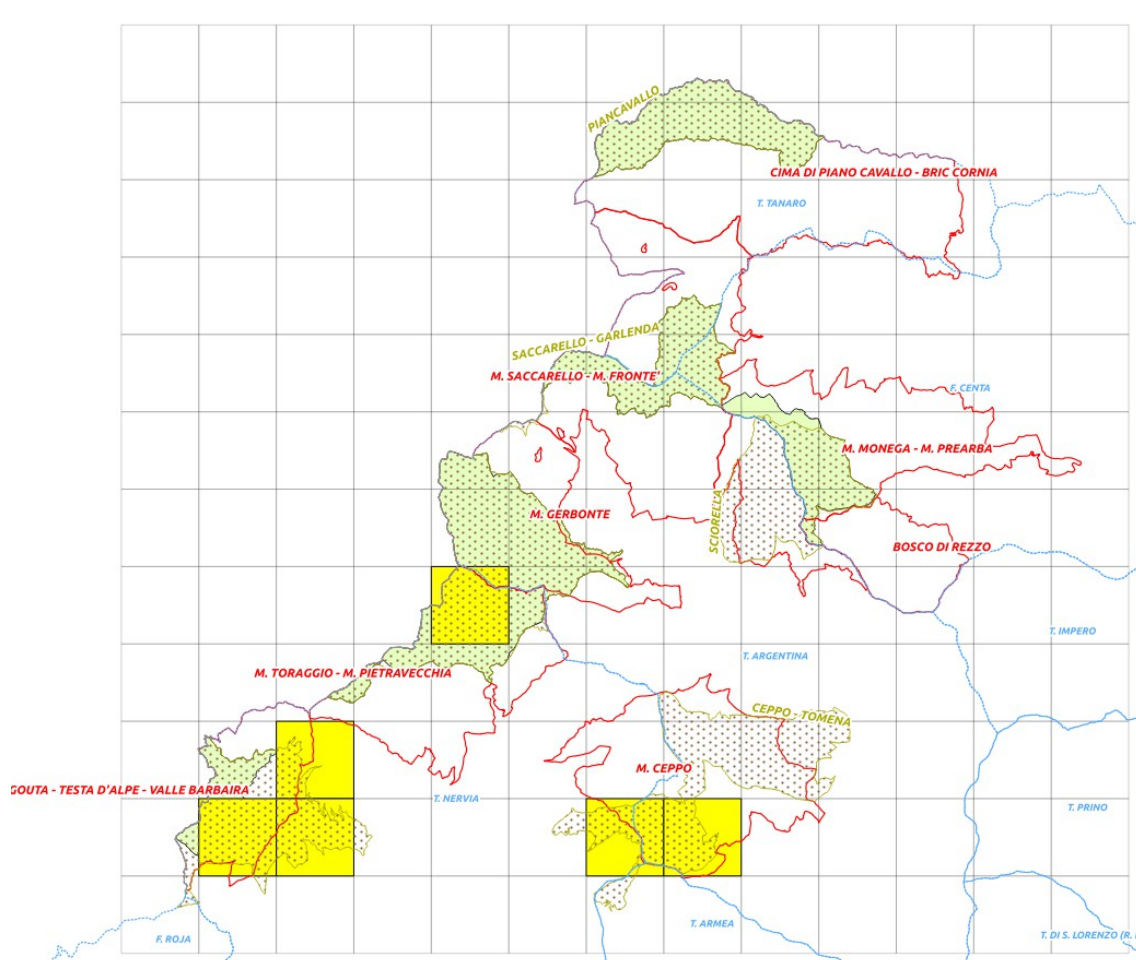 PIANCAVALLO
CIMA DI PIANO CAVALLO - BRIC CORNIA
T. TANARO
SACCARELLO - GARLENDA
M. SACCARELLO - M. FRONTE'
F. CENTA
M. MONEGA - M. PREARBA
SCIORELLA
M. GERBONTE
BOSCO DI REZZO
T. IMPERO
T. ARGENTINA
M. TORAGGIO - M. PIETRAVECCHIA
CEPPO - TOMENA
M. CEPPO
GOUTA - TESTA D'ALPE - VALLE BARBAIRA
T. NERVIA
T. PRINO
T. ARMEA
F. ROJA
T. DI S. LORENZO (R.